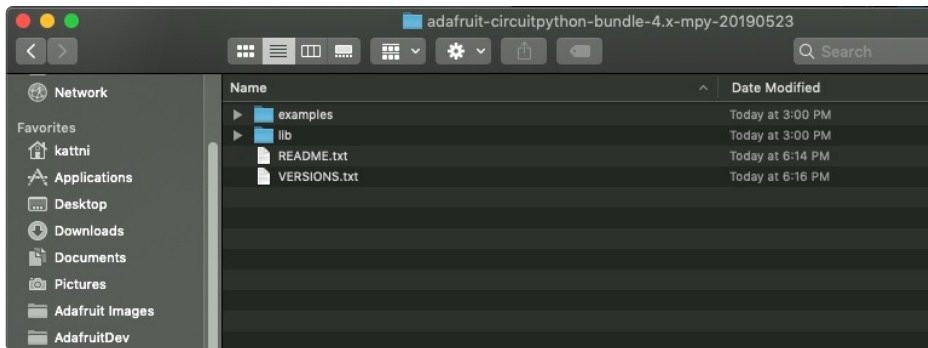 adafruit-circuitpython-bundle-4.x-mpy-20190523
Search
Network
Favorites
kattni
Applications
Desktop
Downloads
Documents
Pictures
Adafruit Images
AdafruitDev
Name Date Modified
examples Today at 3:00 PM
lib Today at 3:00 PM
README.txt Today at 6:14 PM
VERSIONS.txt Today at 6:16 PM